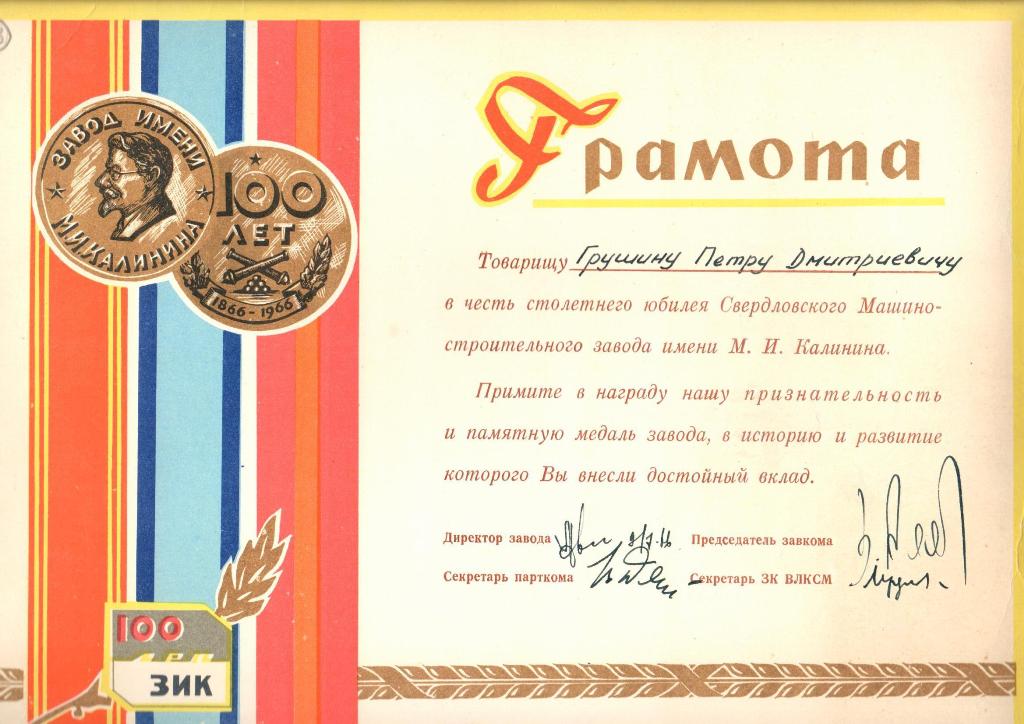 ЗАВОД ИМЕНИ
М.И.КАЛИНИНА
100
ЛЕТ
1866-1966
Грамота
Товарищу Грушину Петру Дмитриевичу
в честь столетнего юбилея Свердловского Машино-
строительного завода имени М. И. Калинина.
Примите в награду нашу признательность
и памятную медаль завода, в историю и развитие
которого Вы внесли достойный вклад.
Директор завода
Председатель завкома
Секретарь парткома
Секретарь ЗК ВЛКСМ
100
ЛЕТ
ЗИК